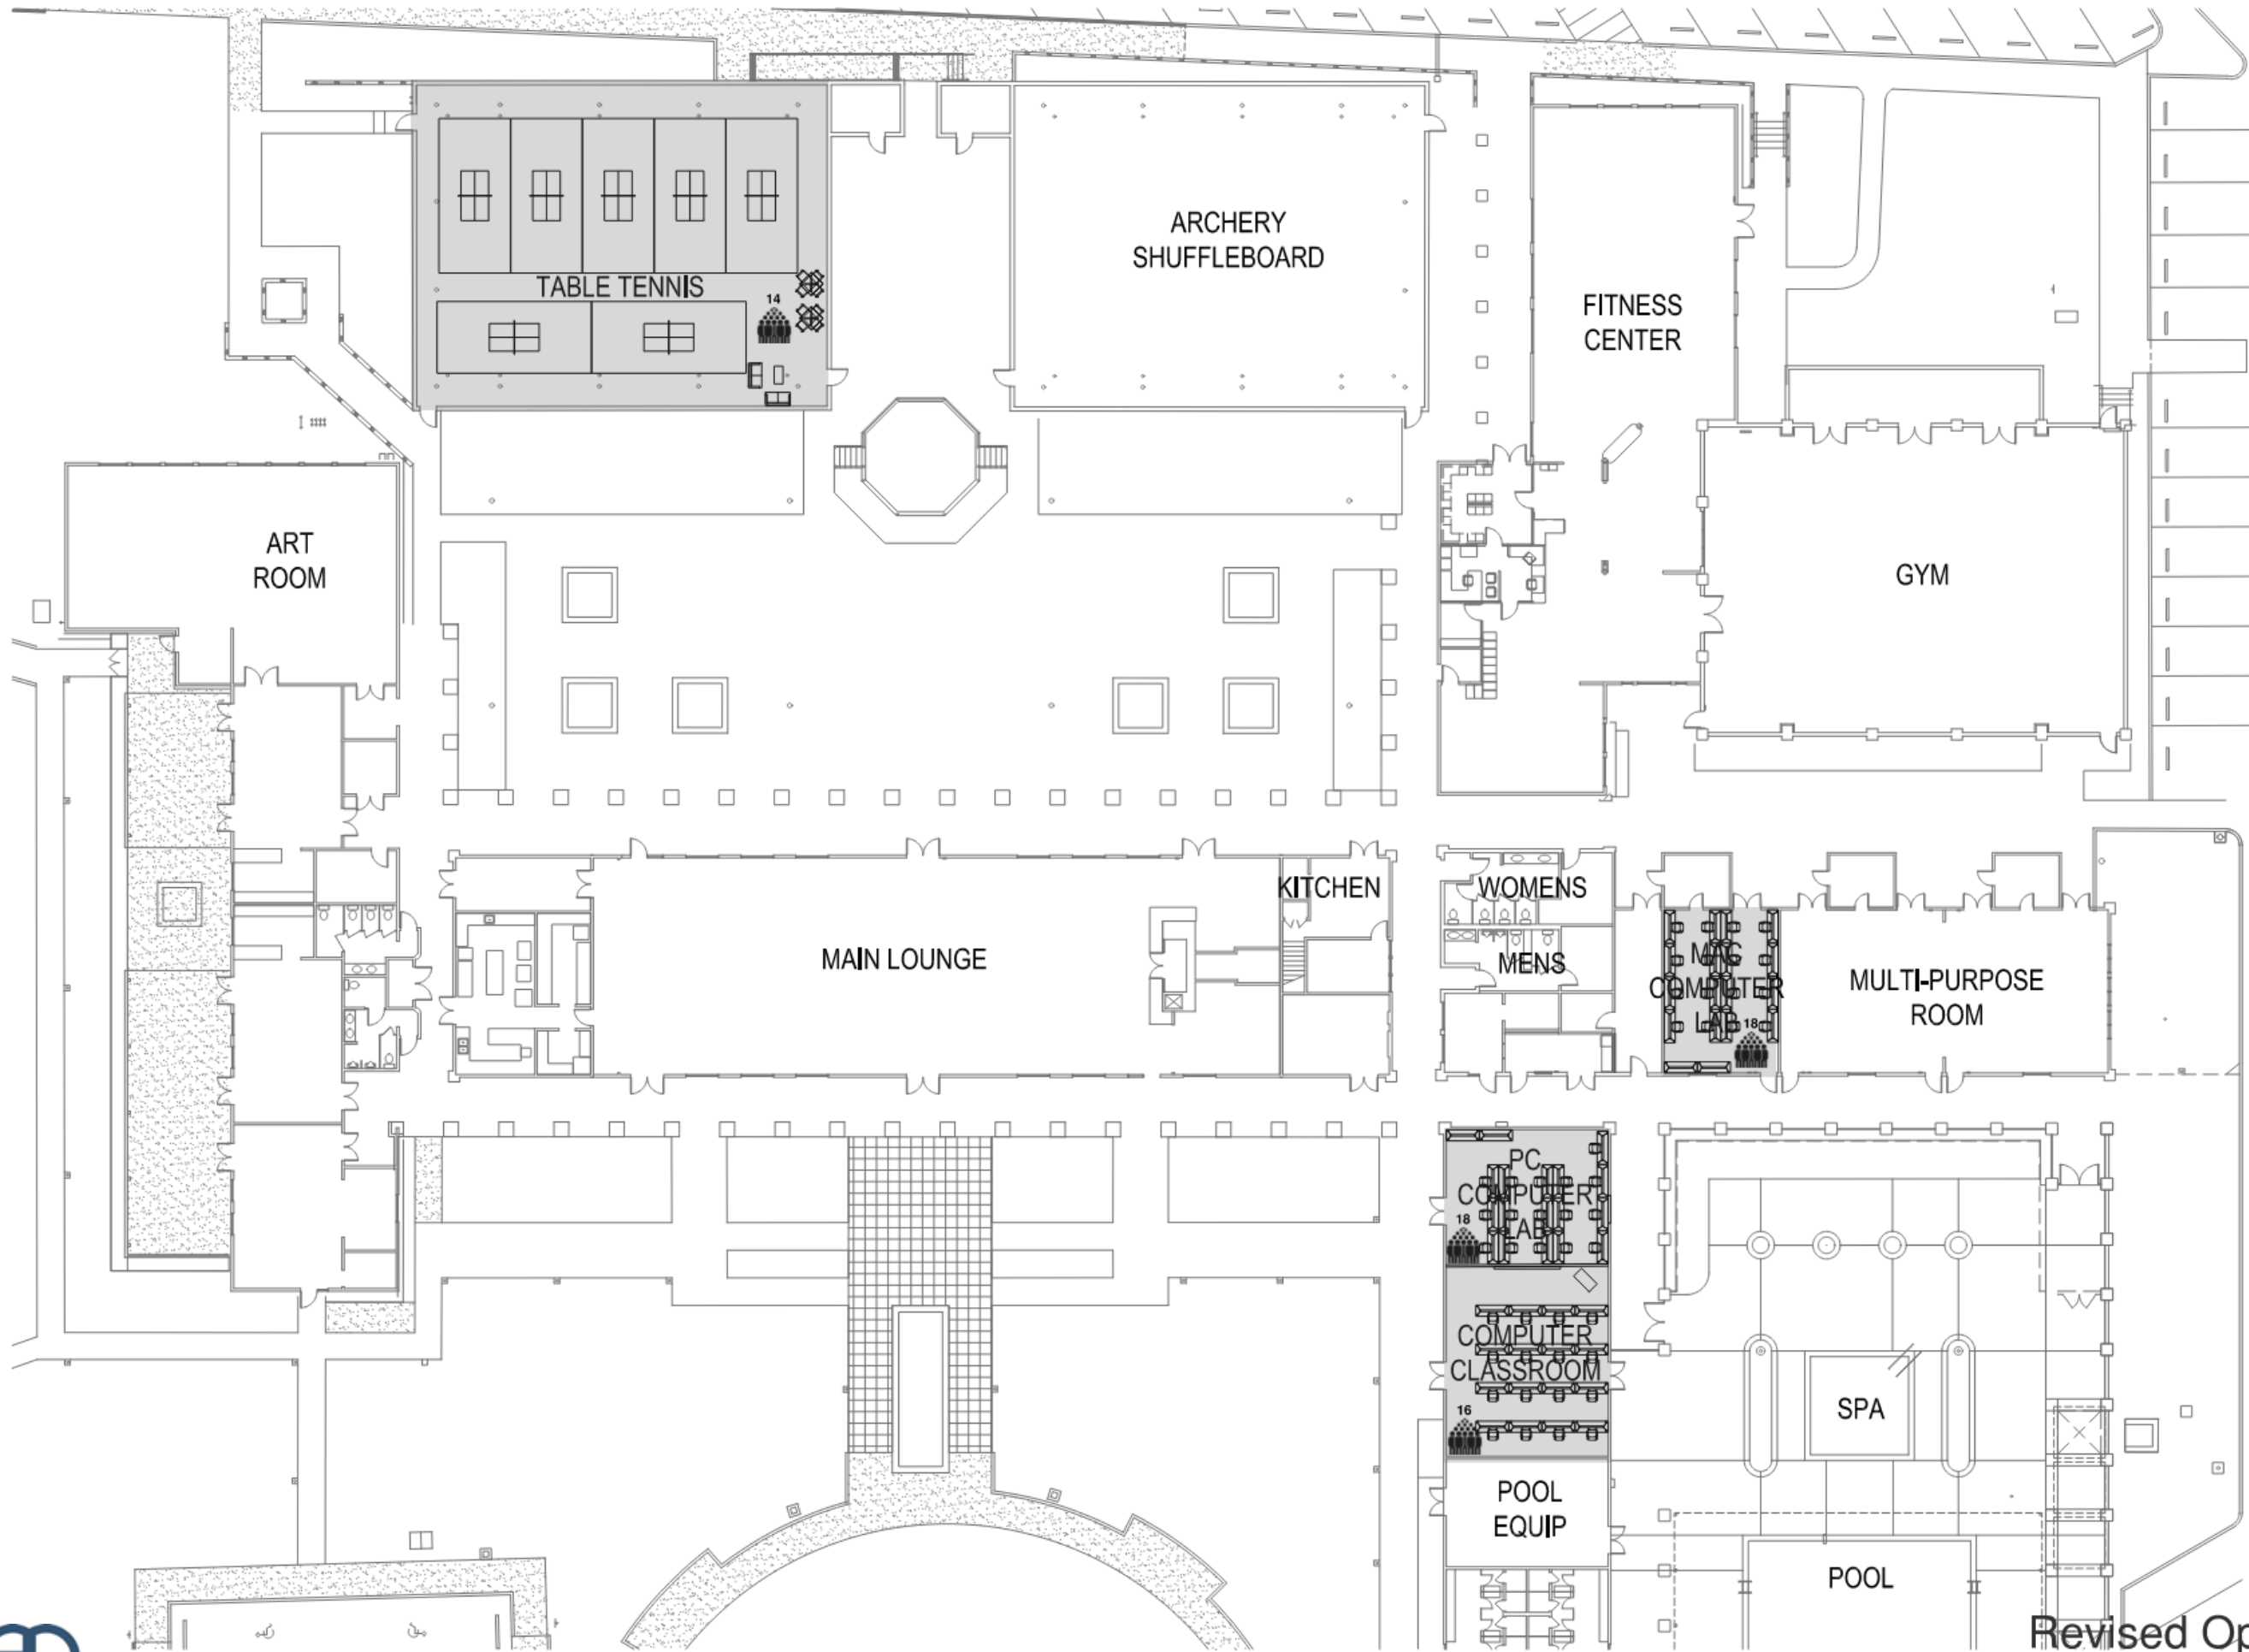 ARCHERY
SHUFFLEBOARD
TABLE TENNIS
14
FITNESS
CENTER
ART
ROOM
GYM
KITCHEN
WOMENS
MAIN LOUNGE
MENS
MAC
COMPUTER
LAB
18
MULTI-PURPOSE
ROOM
PC
COMPUTER
LAB
18
COMPUTER
CLASSROOM
16
SPA
POOL
EQUIP
POOL
Revised Op